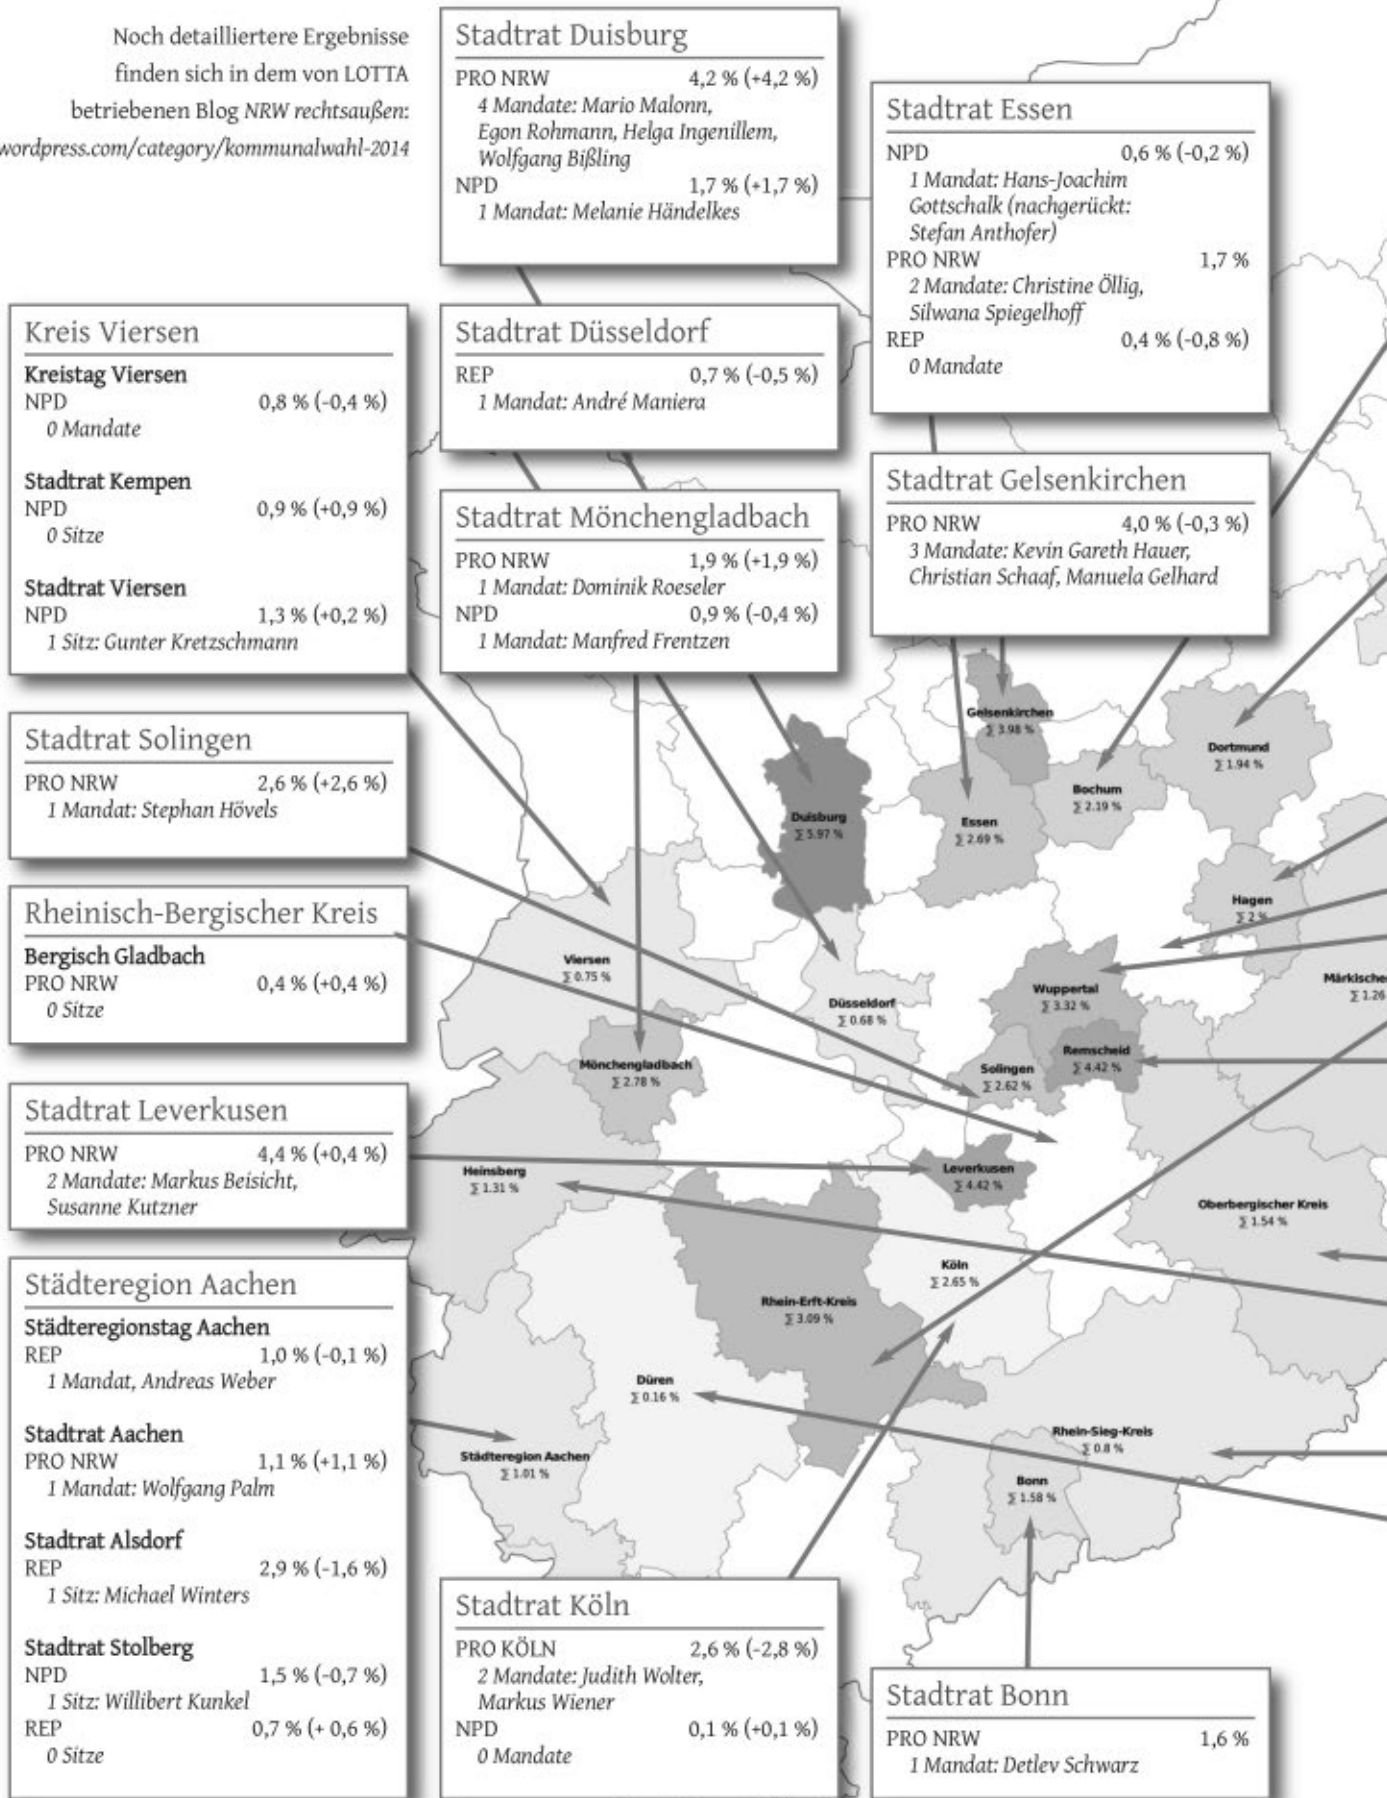 Noch detailliertere Ergebnisse
finden sich in dem von LOTTA
betriebenen Blog NRW rechtsaußen:
wordpress.com/category/kommunalwahl-2014
Stadtrat Duisburg
PRO NRW 4,2 % (+4,2 %)
4 Mandate: Mario Malonn,
Egon Rohmann, Helga Ingenillem,
Wolfgang Bißling
NPD 1,7 % (+1,7 %)
1 Mandat: Melanie Händelkes
Stadtrat Essen
NPD 0,6 % (-0,2 %)
1 Mandat: Hans-Joachim
Gottschalk (nachgerückt:
Stefan Anthofer)
PRO NRW 1,7 %
2 Mandate: Christine Öllig,
Silwana Spiegelhoff
REP 0,4 % (-0,8 %)
0 Mandate
Kreis Viersen
Kreistag Viersen
NPD 0,8 % (-0,4 %)
0 Mandate
Stadtrat Kempen
NPD 0,9 % (+0,9 %)
0 Sitze
Stadtrat Viersen
NPD 1,3 % (+0,2 %)
1 Sitz: Gunter Kretzschmann
Stadtrat Düsseldorf
REP 0,7 % (-0,5 %)
1 Mandat: André Maniera
Stadtrat Mönchengladbach
PRO NRW 1,9 % (+1,9 %)
1 Mandat: Dominik Roeseler
NPD 0,9 % (-0,4 %)
1 Mandat: Manfred Frentzen
Stadtrat Gelsenkirchen
PRO NRW 4,0 % (-0,3 %)
3 Mandate: Kevin Gareth Hauer,
Christian Schaaf, Manuela Gelhard
Stadtrat Solingen
PRO NRW 2,6 % (+2,6 %)
1 Mandat: Stephan Hövels
Rheinisch-Bergischer Kreis
Bergisch Gladbach
PRO NRW 0,4 % (+0,4 %)
0 Sitze
Stadtrat Leverkusen
PRO NRW 4,4 % (+0,4 %)
2 Mandate: Markus Beisicht,
Susanne Kutzner
Städteregion Aachen
Städteregionstag Aachen
REP 1,0 % (-0,1 %)
1 Mandat, Andreas Weber
Stadtrat Aachen
PRO NRW 1,1 % (+1,1 %)
1 Mandat: Wolfgang Palm
Stadtrat Alsdorf
REP 2,9 % (-1,6 %)
1 Sitz: Michael Winters
Stadtrat Stolberg
NPD 1,5 % (-0,7 %)
1 Sitz: Willibert Kunkel
REP 0,7 % (+ 0,6 %)
0 Sitze
Stadtrat Köln
PRO KÖLN 2,6 % (-2,8 %)
2 Mandate: Judith Wolter,
Markus Wiener
NPD 0,1 % (+0,1 %)
0 Mandate
Stadtrat Bonn
PRO NRW 1,6 %
1 Mandat: Detlev Schwarz
Gelsenkirchen
∑ 3.98 %
Dortmund
∑ 1.94 %
Bochum
∑ 2.19 %
Duisburg
∑ 5.97 %
Essen
∑ 2.69 %
Hagen
∑ 2 %
Viersen
∑ 0.75 %
Düsseldorf
∑ 0.68 %
Wuppertal
∑ 3.32 %
Märkischer
∑ 1.26
Remscheid
∑ 4.42 %
Solingen
∑ 2.62 %
Mönchengladbach
∑ 2.78 %
Heinsberg
∑ 1.31 %
Leverkusen
∑ 4.42 %
Oberbergischer Kreis
∑ 1.54 %
Köln
∑ 2.65 %
Rhein-Erft-Kreis
∑ 3.09 %
Düren
∑ 0.16 %
Rhein-Sieg-Kreis
∑ 0.8 %
Städteregion Aachen
∑ 1.01 %
Bonn
∑ 1.58 %